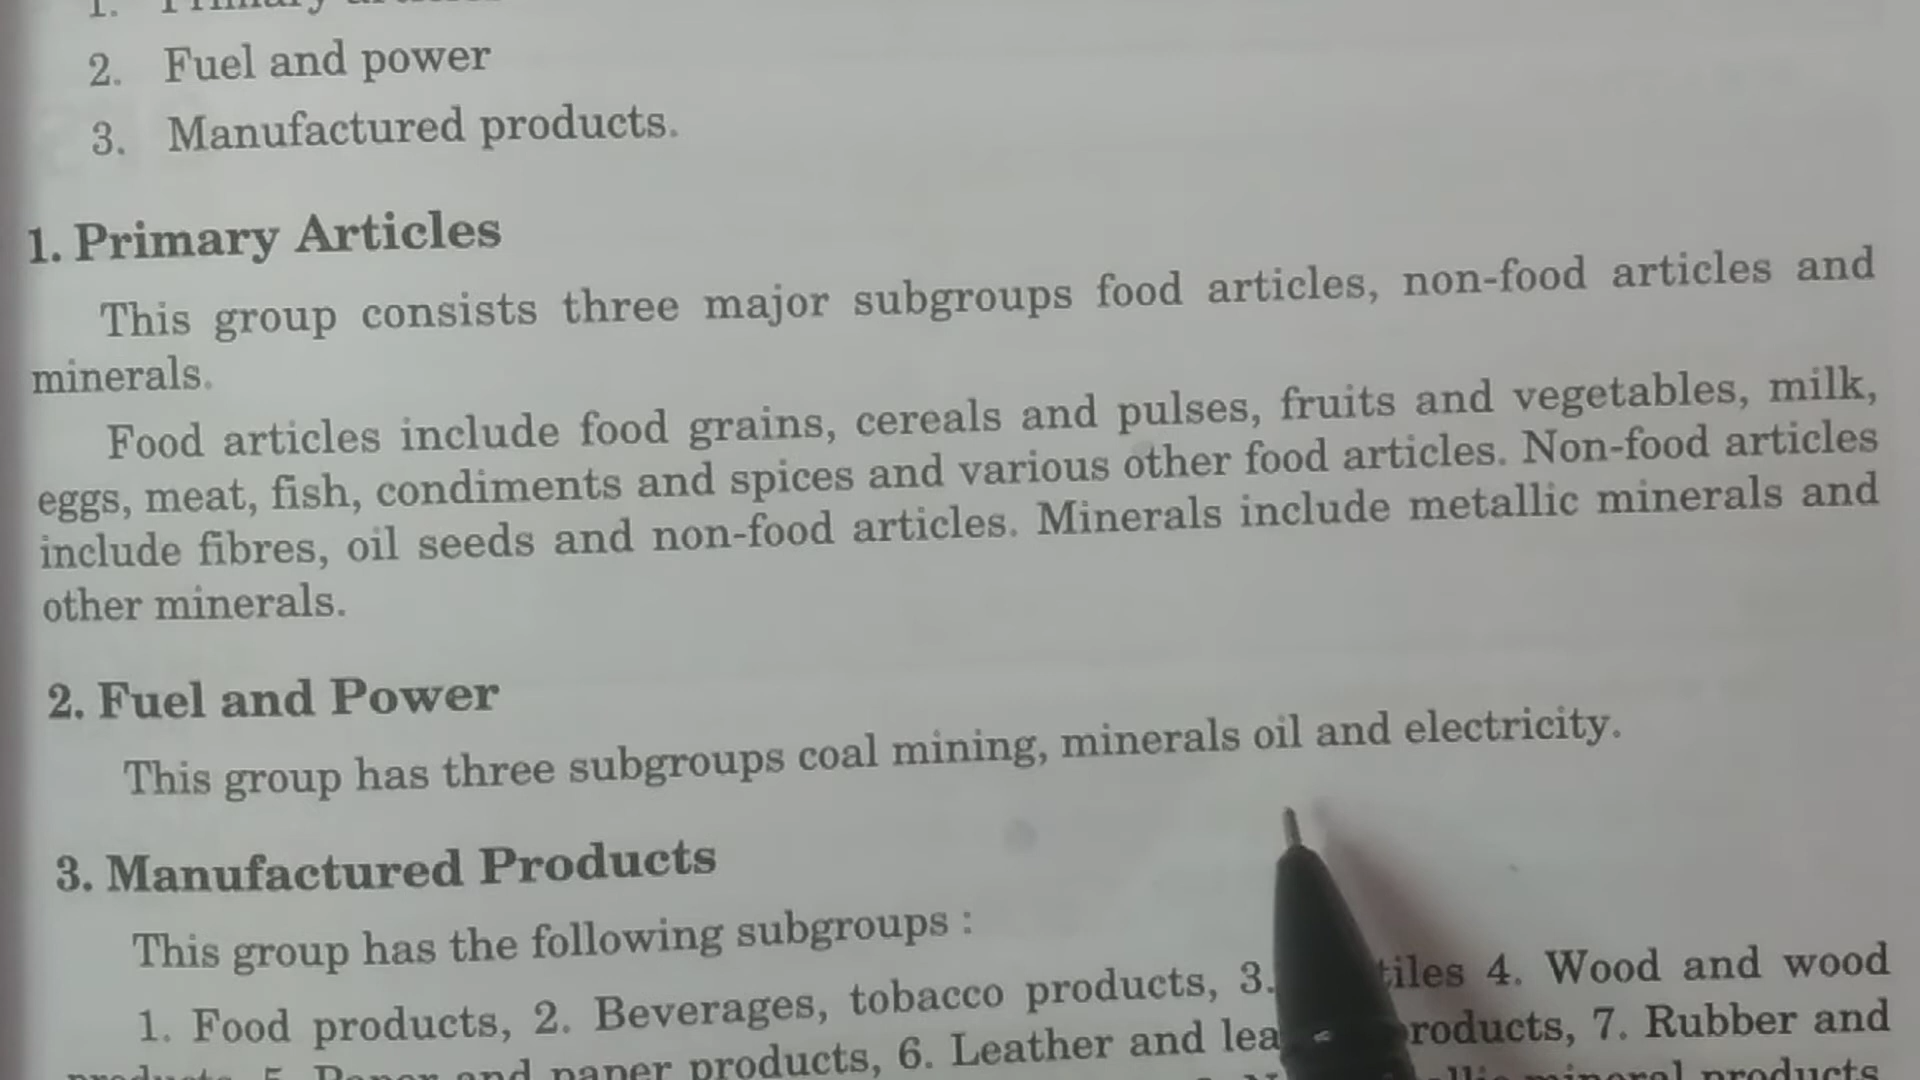 1. Primary
2. Fuel and power
3. Manufactured products.
1. Primary Articles
This group consists three major subgroups food articles, non-food articles and
minerals.
Food articles include food grains, cereals and pulses, fruits and vegetables, milk,
eggs, meat, fish, condiments and spices and various other food articles. Non-food articles
include fibres, oil seeds and non-food articles. Minerals include metallic minerals and
other minerals.
2. Fuel and Power
This group has three subgroups coal mining, minerals oil and electricity.
3. Manufactured Products
This group has the following subgroups :
1. Food products, 2. Beverages, tobacco products, 3. tiles 4. Wood and wood
products, 5. Paper and paper products, 6. Leather and lea roducts, 7. Rubber and
mineral products